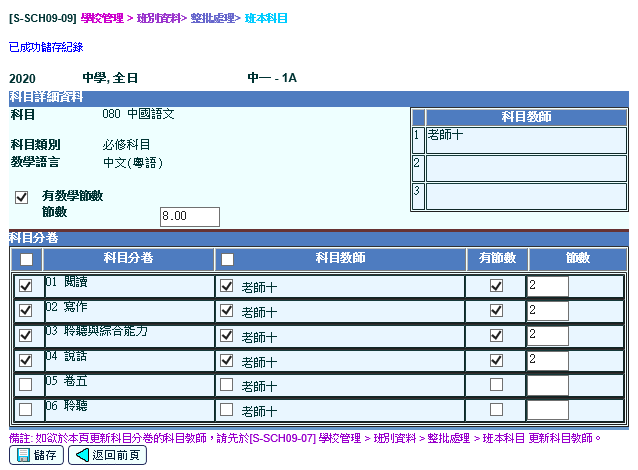 [S-SCH09-09] 學校管理 > 班別資料> 整批處理> 班本科目
已成功儲存紀錄
2020 中學, 全日 中一 - 1A
科目詳細資料
科目 080 中國語文
科目類別 必修科目
教學語言 中文(粵語)
有教學節數
節數 8.00
科目教師
1 老師十
2
3
科目分卷
科目分卷 科目教師 有節數 節數
01 閱讀 老師十 2
02 寫作 老師十 2
03 聆聽與綜合能力 老師十 2
04 說話 老師十 2
05 卷五 老師十
06 聆聽 老師十
備註: 如欲於本頁更新科目分卷的科目教師，請先於[S-SCH09-07] 學校管理 > 班別資料 > 整批處理 > 班本科目 更新科目教師。
儲存 返回前頁